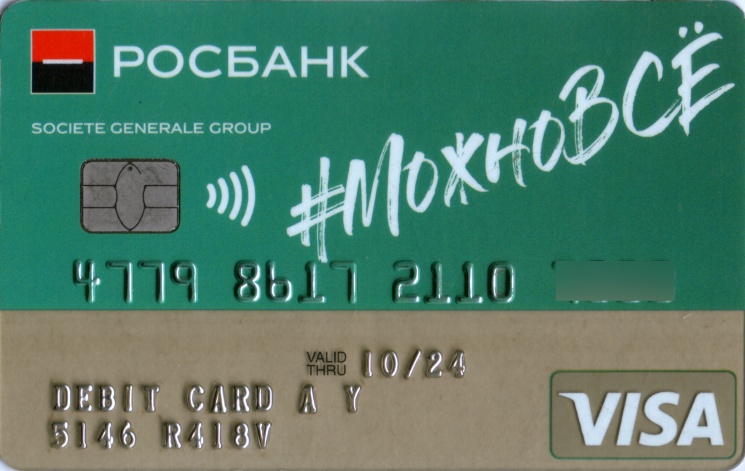 РОСБАНК
SOCIETE GENERALE GROUP
#МОЖНОВСЁ
4779 8617 2110
VALID THRU 10/24
DEBIT CARD A Y
5146 R418V
VISA